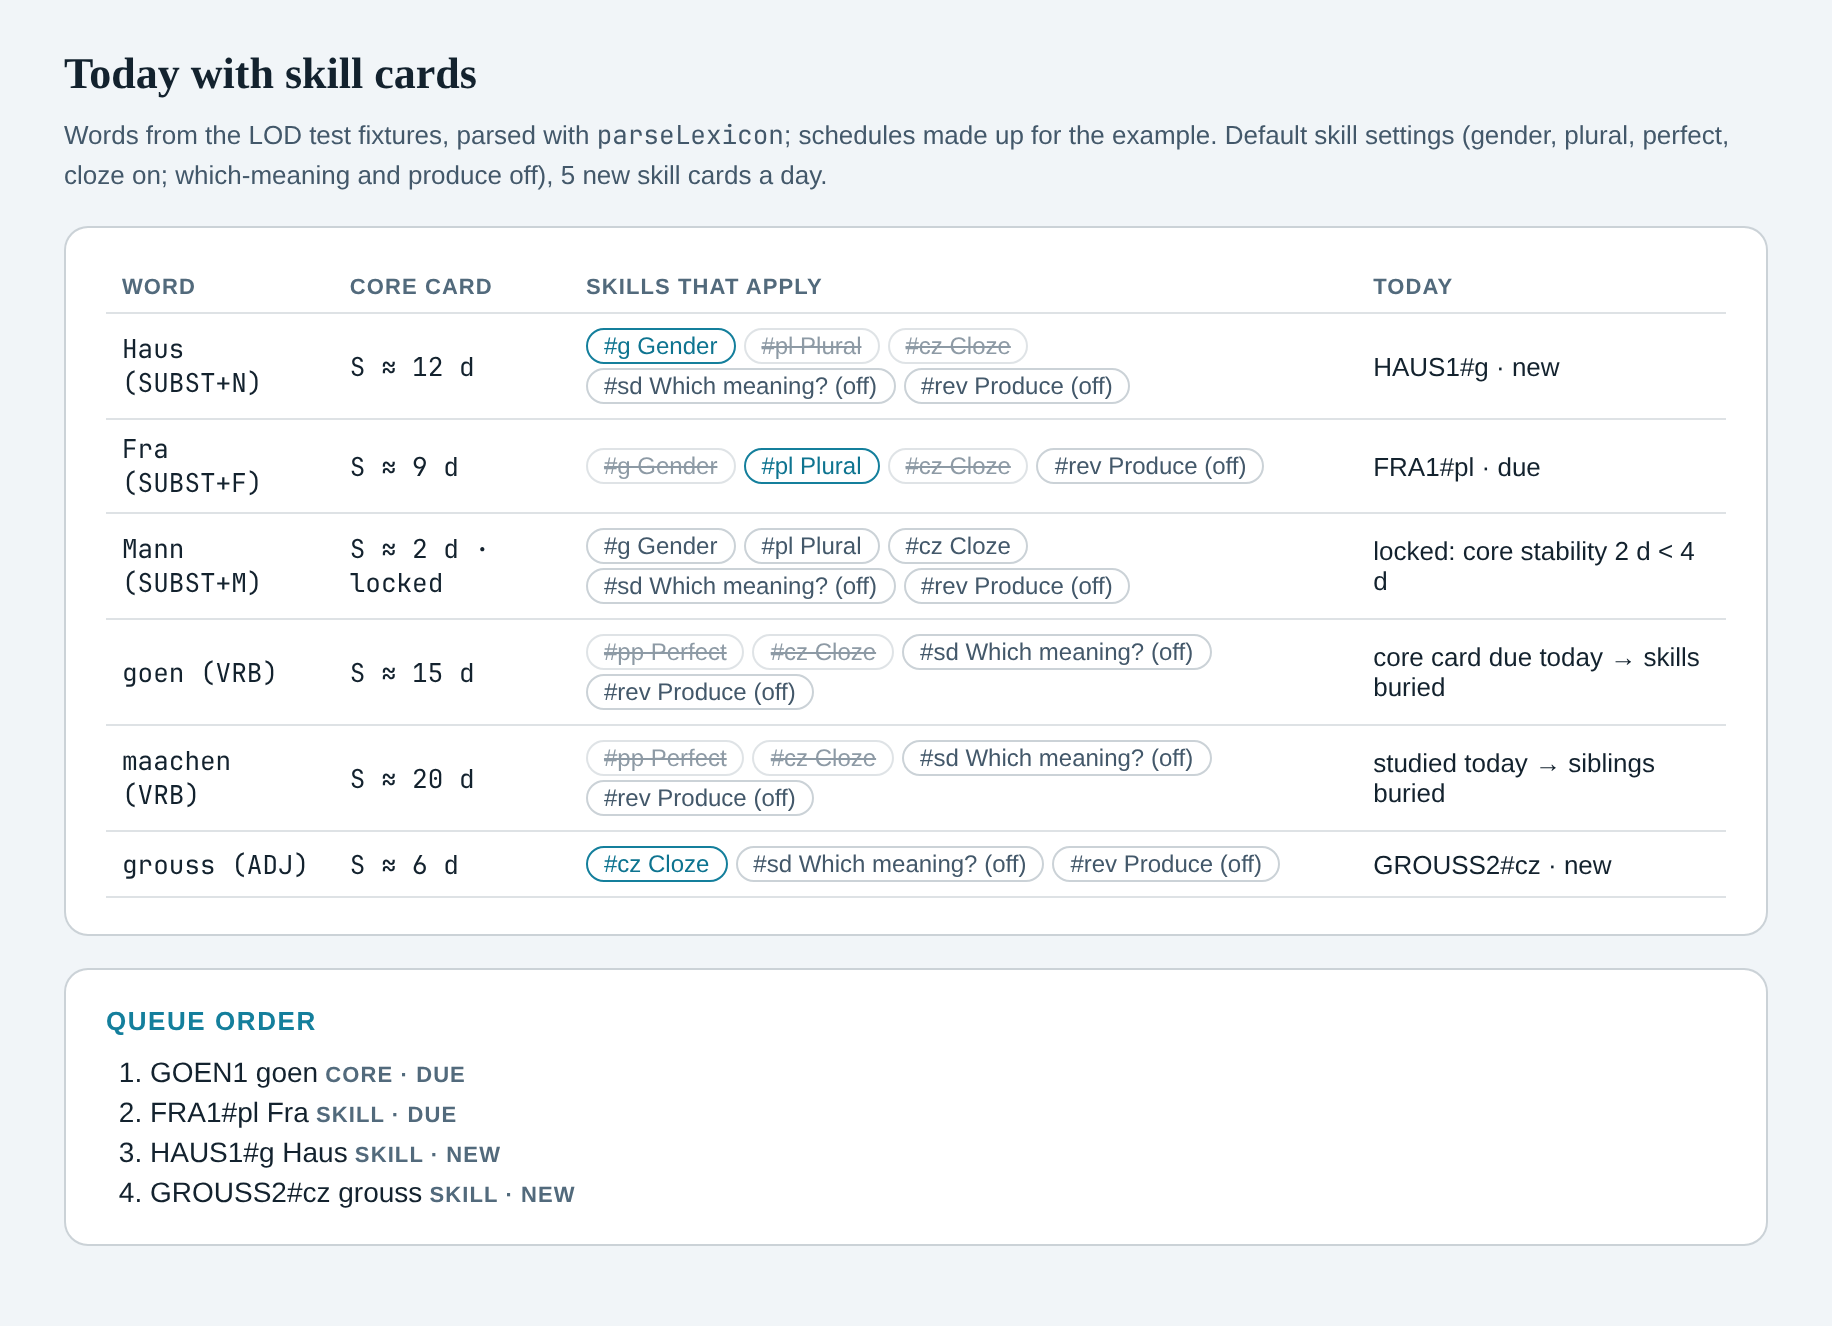 Today with skill cards
Words from the LOD test fixtures, parsed with parseLexicon; schedules made up for the example. Default skill settings (gender, plural, perfect,
cloze on; which-meaning and produce off), 5 new skill cards a day.
WORD CORE CARD SKILLS THAT APPLY TODAY
Haus
(SUBST+N)
S ≈ 12 d
#g Gender #pl Plural #cz Cloze
#sd Which meaning? (off) #rev Produce (off)
HAUS1#g · new
Fra
(SUBST+F)
S ≈ 9 d
#g Gender #pl Plural #cz Cloze #rev Produce (off)
FRA1#pl · due
Mann
(SUBST+M)
S ≈ 2 d ·
locked
#g Gender #pl Plural #cz Cloze
#sd Which meaning? (off) #rev Produce (off)
locked: core stability 2 d < 4
d
goen (VRB)
S ≈ 15 d
#pp Perfect #cz Cloze #sd Which meaning? (off)
#rev Produce (off)
core card due today → skills
buried
maachen
(VRB)
S ≈ 20 d
#pp Perfect #cz Cloze #sd Which meaning? (off)
#rev Produce (off)
studied today → siblings
buried
grouss (ADJ)
S ≈ 6 d
#cz Cloze #sd Which meaning? (off) #rev Produce (off)
GROUSS2#cz · new
QUEUE ORDER
1. GOEN1 goen CORE · DUE
2. FRA1#pl Fra SKILL · DUE
3. HAUS1#g Haus SKILL · NEW
4. GROUSS2#cz grouss SKILL · NEW